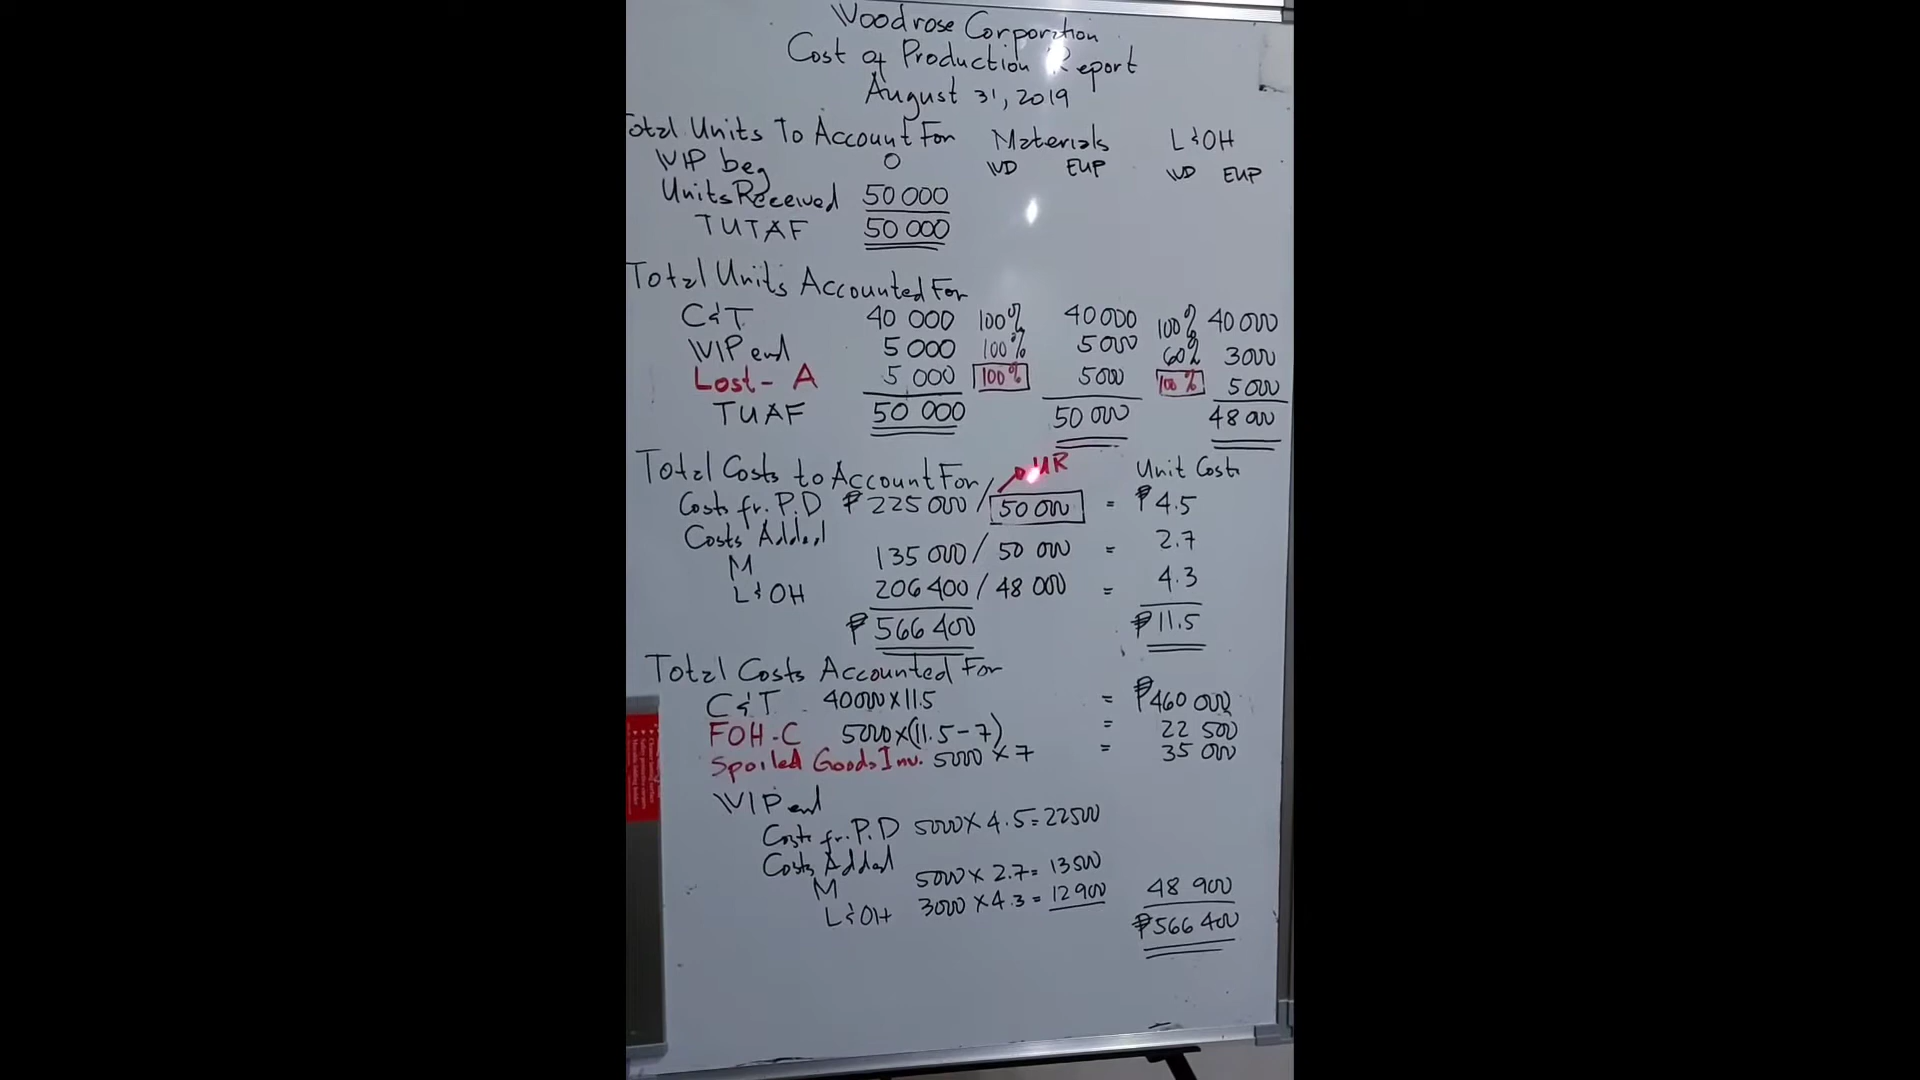 Woodrose Corporation
Cost of Production Report
August 31, 2019
Total Units To Account For Materials L&OH
WIP beg 0 WD EUP WD EUP
Units Received 50 000
TUTAF 50 000
Total Units Accounted For
C&T 40 000 100% 40 000 100% 40 000
WIP end 5 000 100% 5 000 60% 3 000
Lost - A 5 000 100% 5 000 100% 5 000
TUAF 50 000 50 000 48 000
Total Costs to Account For UR Unit Costs
Costs fr. P.D ₱ 225 000 / 50 000 = ₱ 4.5
Costs Added
M 135 000 / 50 000 = 2.7
L&OH 206 400 / 48 000 = 4.3
₱ 566 400 ₱ 11.5
Total Costs Accounted For
C&T 40000 x 11.5 = ₱ 460 000
FOH-C 5000 x (11.5 - 7) = 22 500
Spoiled Goods Inv. 5000 x 7 = 35 000
WIP end
Costs fr. P.D 5000 x 4.5 = 22500
Costs Added
M 5000 x 2.7 = 13500
L&OH 3000 x 4.3 = 12 900 48 900
₱ 566 400